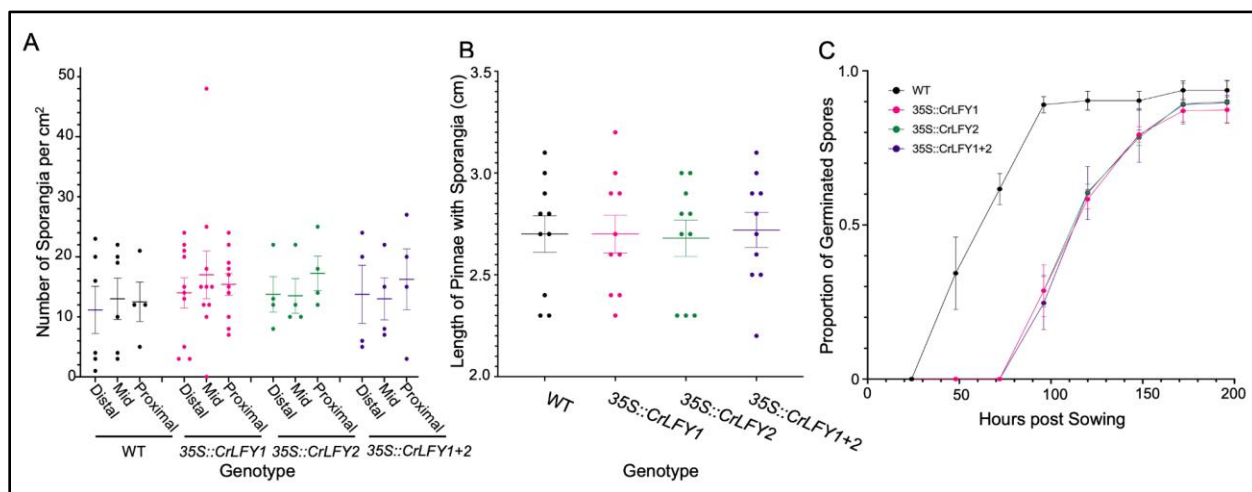 A
Number of Sporangia per cm²
50
40
30
20
10
0
Distal
Mid
Proximal
Distal
Mid
Proximal
Distal
Mid
Proximal
Distal
Mid
Proximal
WT
35S::CrLFY1
35S::CrLFY2
35S::CrLFY1+2
Genotype
B
Length of Pinnae with Sporangia (cm)
3.5
3.0
2.5
2.0
WT
35S::CrLFY1
35S::CrLFY2
35S::CrLFY1+2
Genotype
C
Proportion of Germinated Spores
1.0
0.5
0
WT
35S::CrLFY1
35S::CrLFY2
35S::CrLFY1+2
0
50
100
150
200
Hours post Sowing